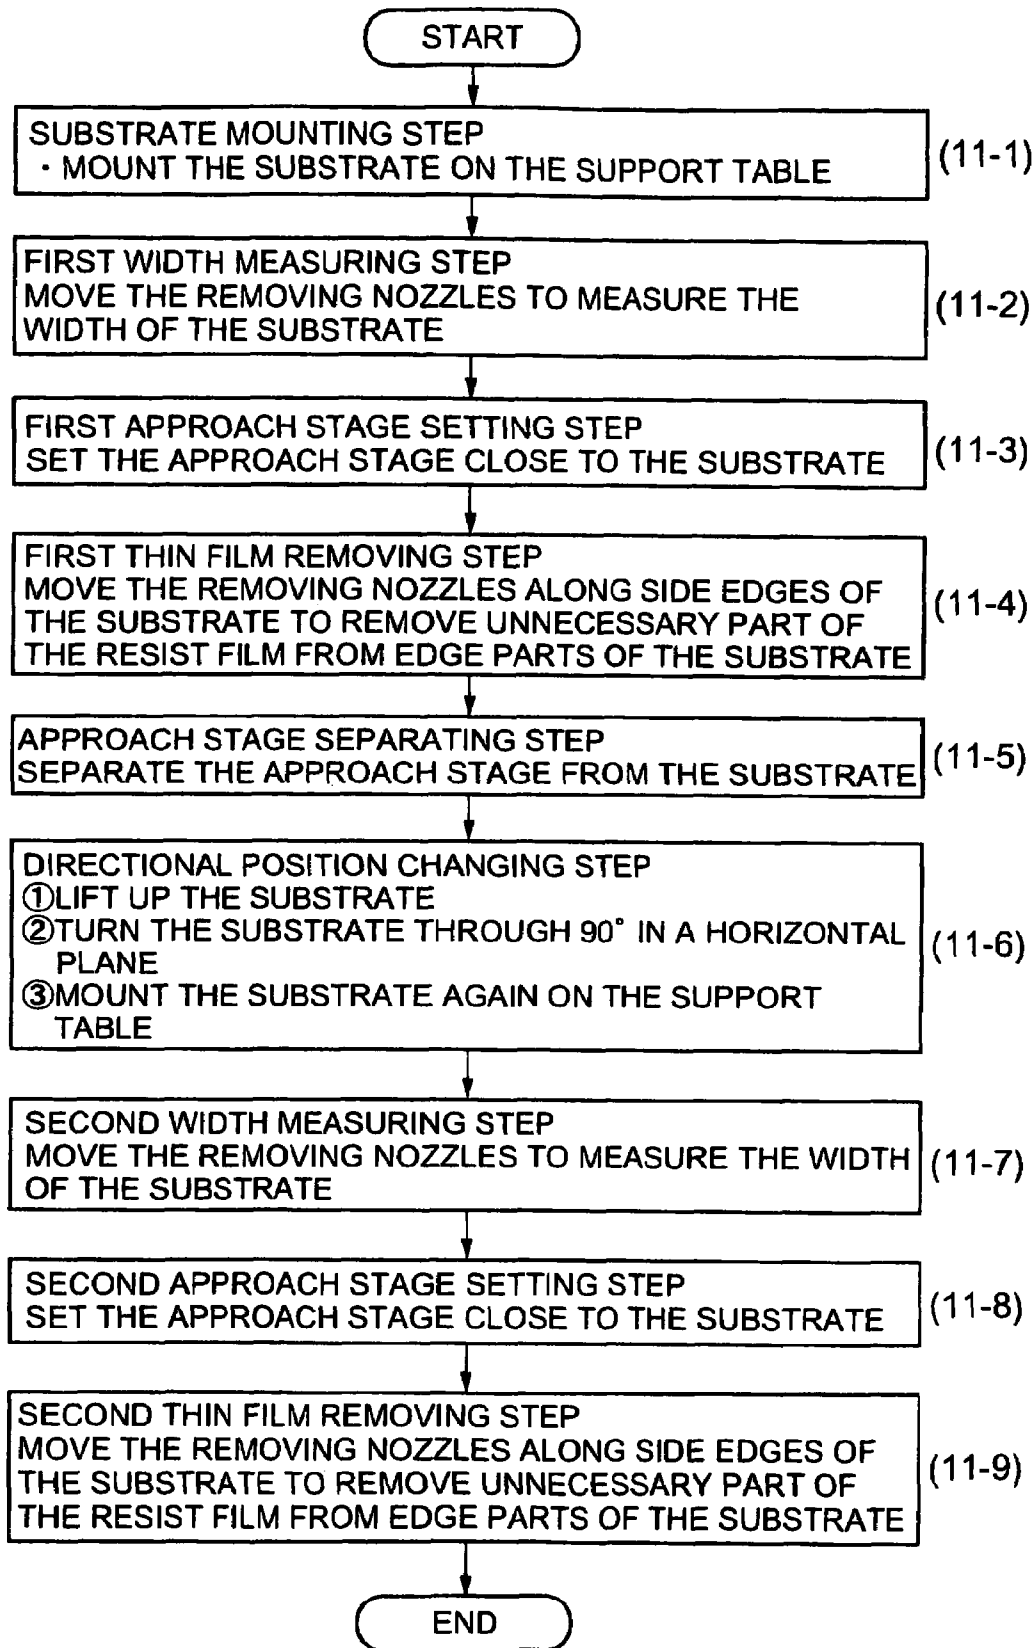 START
SUBSTRATE MOUNTING STEP
・MOUNT THE SUBSTRATE ON THE SUPPORT TABLE
(11-1)
FIRST WIDTH MEASURING STEP
MOVE THE REMOVING NOZZLES TO MEASURE THE
WIDTH OF THE SUBSTRATE
(11-2)
FIRST APPROACH STAGE SETTING STEP
SET THE APPROACH STAGE CLOSE TO THE SUBSTRATE
(11-3)
FIRST THIN FILM REMOVING STEP
MOVE THE REMOVING NOZZLES ALONG SIDE EDGES OF
THE SUBSTRATE TO REMOVE UNNECESSARY PART OF
THE RESIST FILM FROM EDGE PARTS OF THE SUBSTRATE
(11-4)
APPROACH STAGE SEPARATING STEP
SEPARATE THE APPROACH STAGE FROM THE SUBSTRATE
(11-5)
DIRECTIONAL POSITION CHANGING STEP
①LIFT UP THE SUBSTRATE
②TURN THE SUBSTRATE THROUGH 90° IN A HORIZONTAL
PLANE
③MOUNT THE SUBSTRATE AGAIN ON THE SUPPORT
TABLE
(11-6)
SECOND WIDTH MEASURING STEP
MOVE THE REMOVING NOZZLES TO MEASURE THE WIDTH
OF THE SUBSTRATE
(11-7)
SECOND APPROACH STAGE SETTING STEP
SET THE APPROACH STAGE CLOSE TO THE SUBSTRATE
(11-8)
SECOND THIN FILM REMOVING STEP
MOVE THE REMOVING NOZZLES ALONG SIDE EDGES OF
THE SUBSTRATE TO REMOVE UNNECESSARY PART OF
THE RESIST FILM FROM EDGE PARTS OF THE SUBSTRATE
(11-9)
END